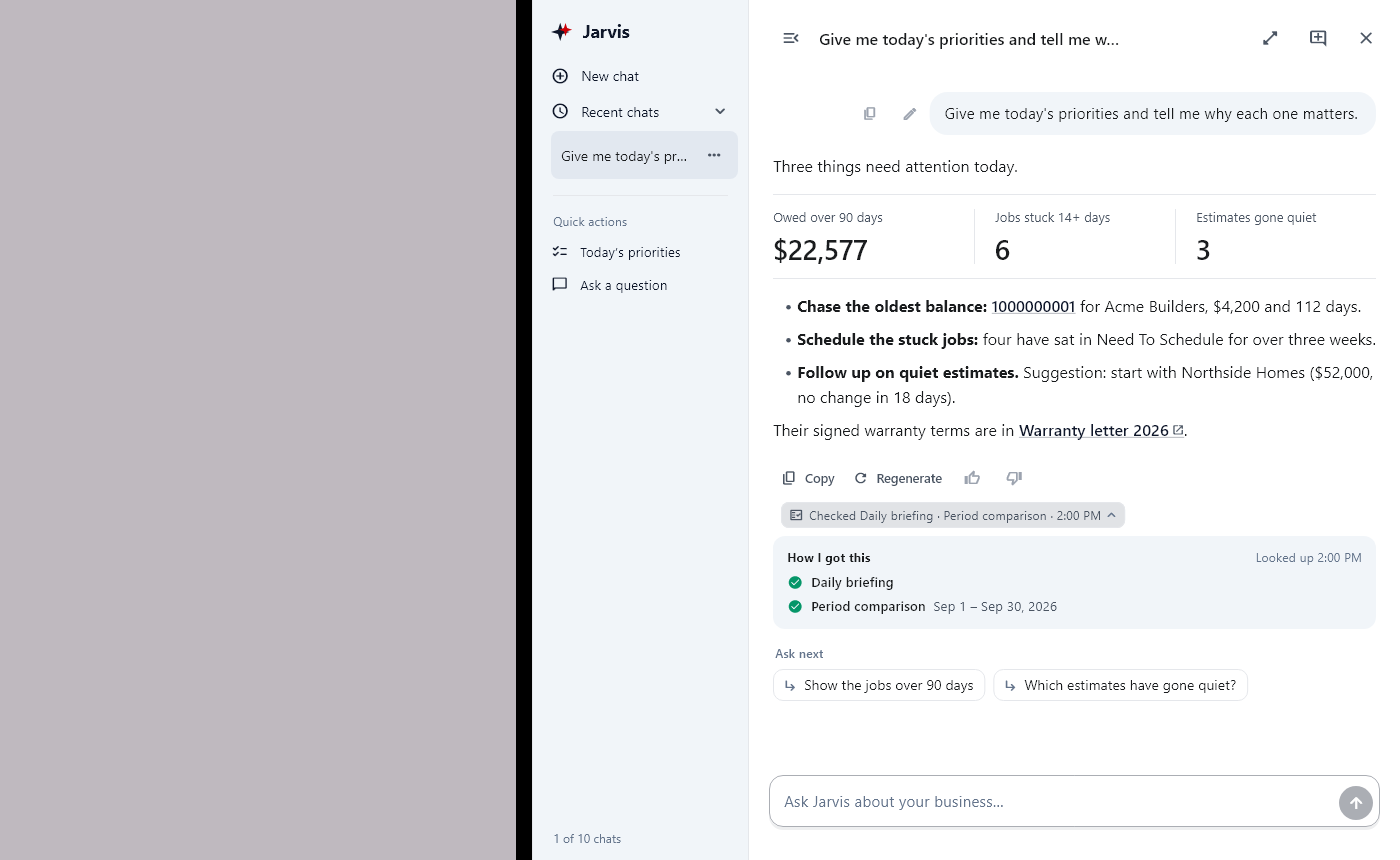 Jarvis
New chat
Recent chats
Give me today's pr...
Quick actions
Today's priorities
Ask a question
1 of 10 chats
Give me today's priorities and tell me w...
Give me today's priorities and tell me why each one matters.
Three things need attention today.
Owed over 90 days
$22,577
Jobs stuck 14+ days
6
Estimates gone quiet
3
• Chase the oldest balance: 1000000001 for Acme Builders, $4,200 and 112 days.
• Schedule the stuck jobs: four have sat in Need To Schedule for over three weeks.
• Follow up on quiet estimates. Suggestion: start with Northside Homes ($52,000,
no change in 18 days).
Their signed warranty terms are in Warranty letter 2026.
Copy Regenerate
Checked Daily briefing · Period comparison · 2:00 PM
How I got this Looked up 2:00 PM
Daily briefing
Period comparison Sep 1 – Sep 30, 2026
Ask next
Show the jobs over 90 days Which estimates have gone quiet?
Ask Jarvis about your business...